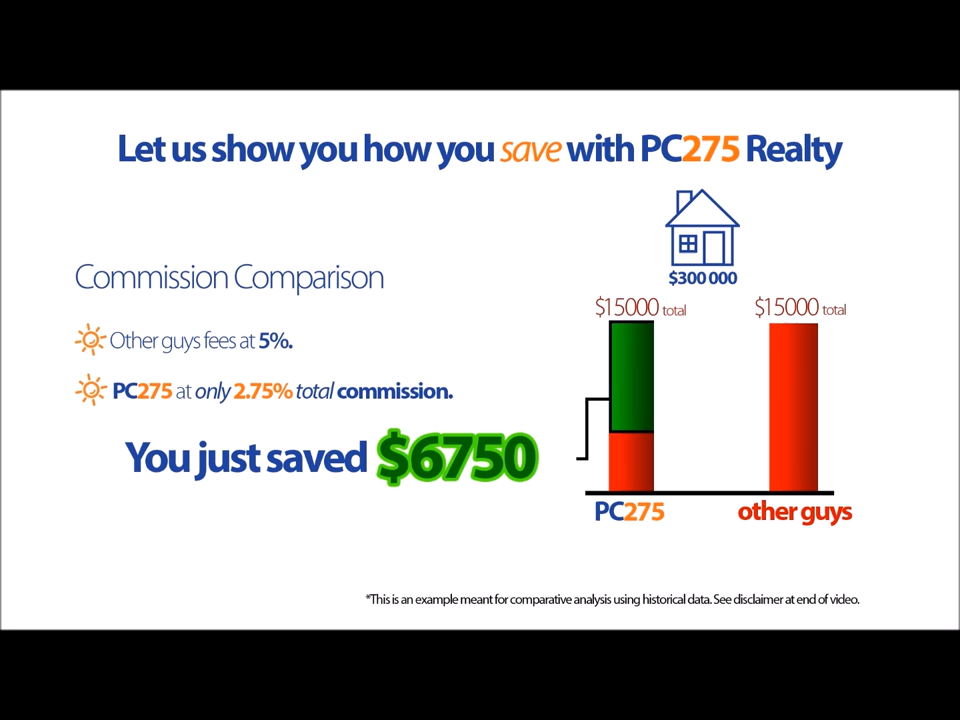 Let us show you how you save with PC275 Realty
$300 000
Commission Comparison
$15000 total
$15000 total
Other guys fees at 5%.
PC275 at only 2.75% total commission.
You just saved $6750
PC275
other guys
*This is an example meant for comparative analysis using historical data. See disclaimer at end of video.